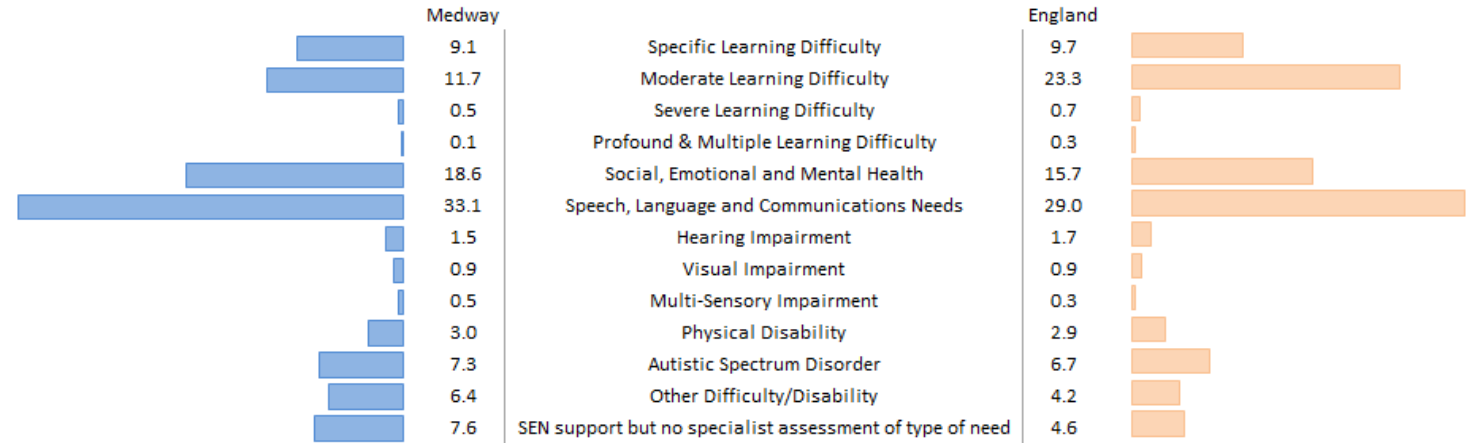 Medway England
9.1 Specific Learning Difficulty 9.7
11.7 Moderate Learning Difficulty 23.3
0.5 Severe Learning Difficulty 0.7
0.1 Profound & Multiple Learning Difficulty 0.3
18.6 Social, Emotional and Mental Health 15.7
33.1 Speech, Language and Communications Needs 29.0
1.5 Hearing Impairment 1.7
0.9 Visual Impairment 0.9
0.5 Multi-Sensory Impairment 0.3
3.0 Physical Disability 2.9
7.3 Autistic Spectrum Disorder 6.7
6.4 Other Difficulty/Disability 4.2
7.6 SEN support but no specialist assessment of type of need 4.6